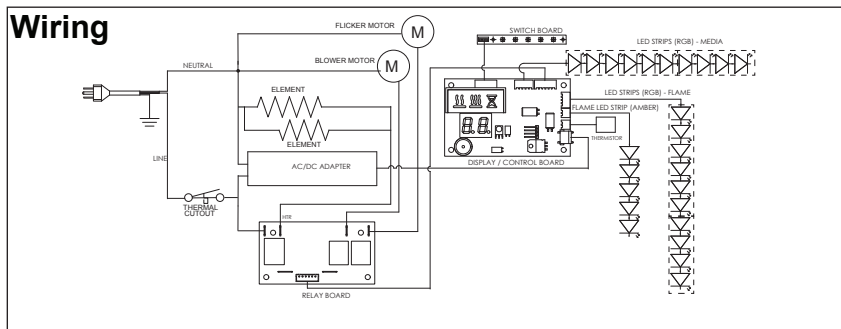 Wiring
FLICKER MOTOR
M
SWITCH BOARD
LED STRIPS (RGB) - MEDIA
BLOWER MOTOR
M
NEUTRAL
ELEMENT
ELEMENT
LED STRIPS (RGB) - FLAME
FLAME LED STRIP (AMBER)
THERMISTOR
LINE
AC/DC ADAPTER
DISPLAY / CONTROL BOARD
THERMAL
CUTOUT
HTR
RELAY BOARD